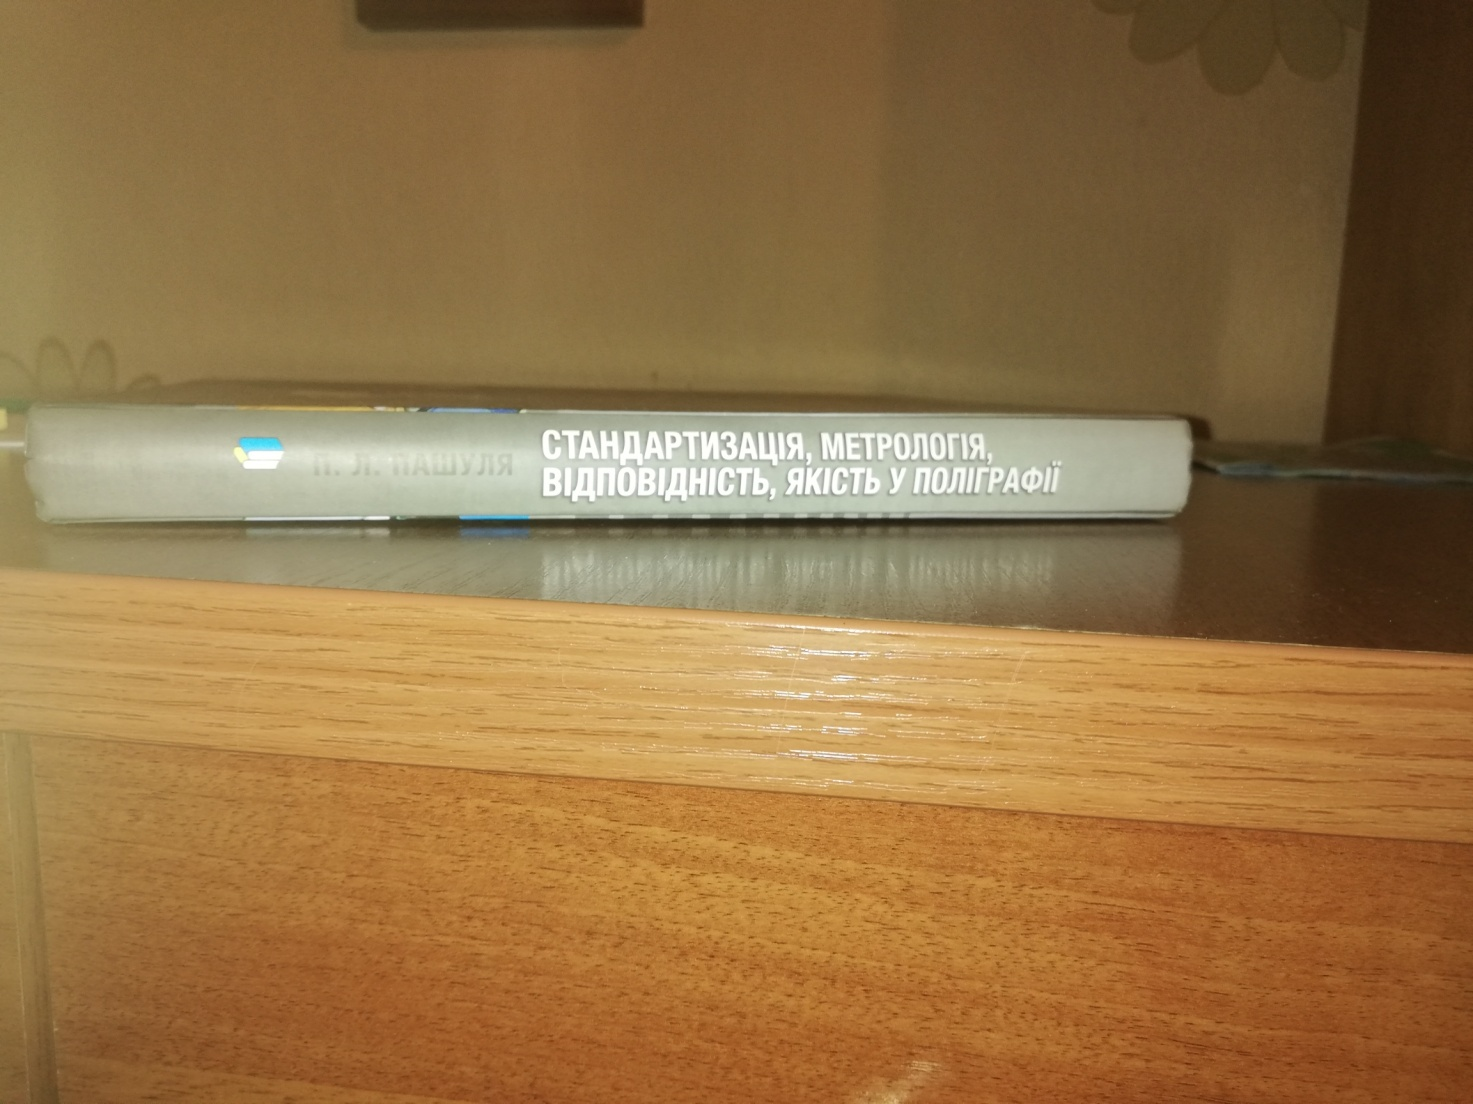 П. Л. ПАШУЛЯ
СТАНДАРТИЗАЦІЯ, МЕТРОЛОГІЯ,
ВІДПОВІДНІСТЬ, ЯКІСТЬ У ПОЛІГРАФІЇ